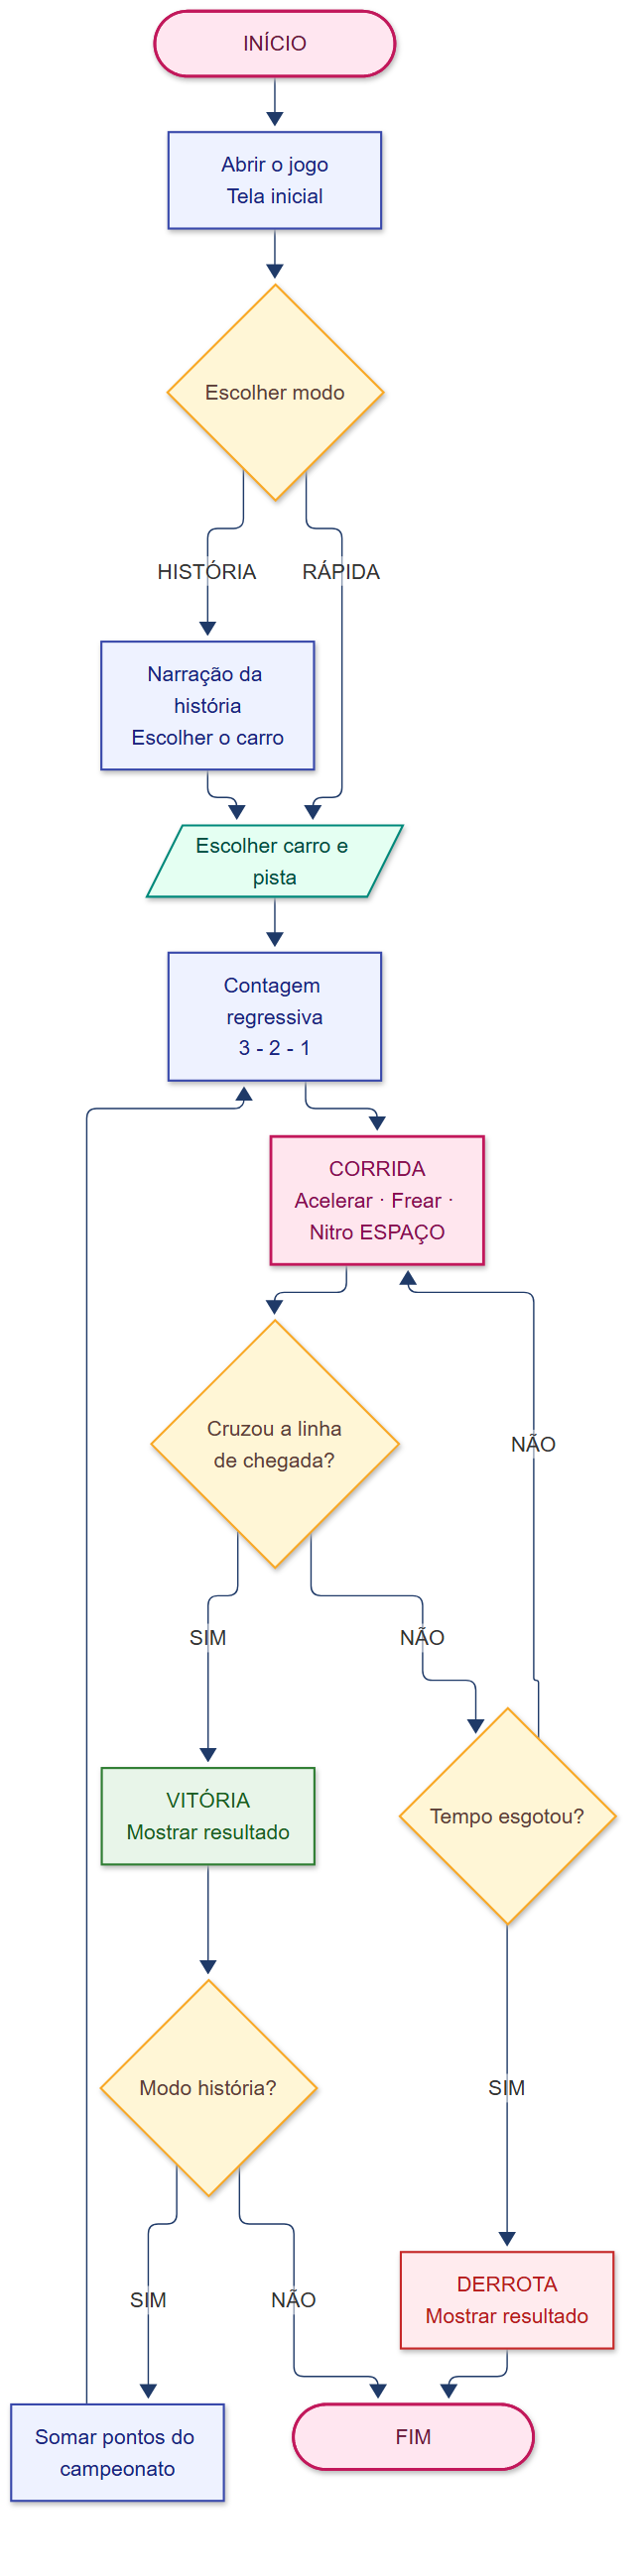 INÍCIO
Abrir o jogo
Tela inicial
Escolher modo
HISTÓRIA
RÁPIDA
Narração da
história
Escolher o carro
Escolher carro e
pista
Contagem
regressiva
3 - 2 - 1
CORRIDA
Acelerar · Frear ·
Nitro ESPAÇO
Cruzou a linha
de chegada?
NÃO
SIM
NÃO
VITÓRIA
Mostrar resultado
Tempo esgotou?
Modo história?
SIM
DERROTA
Mostrar resultado
SIM
NÃO
Somar pontos do
campeonato
FIM